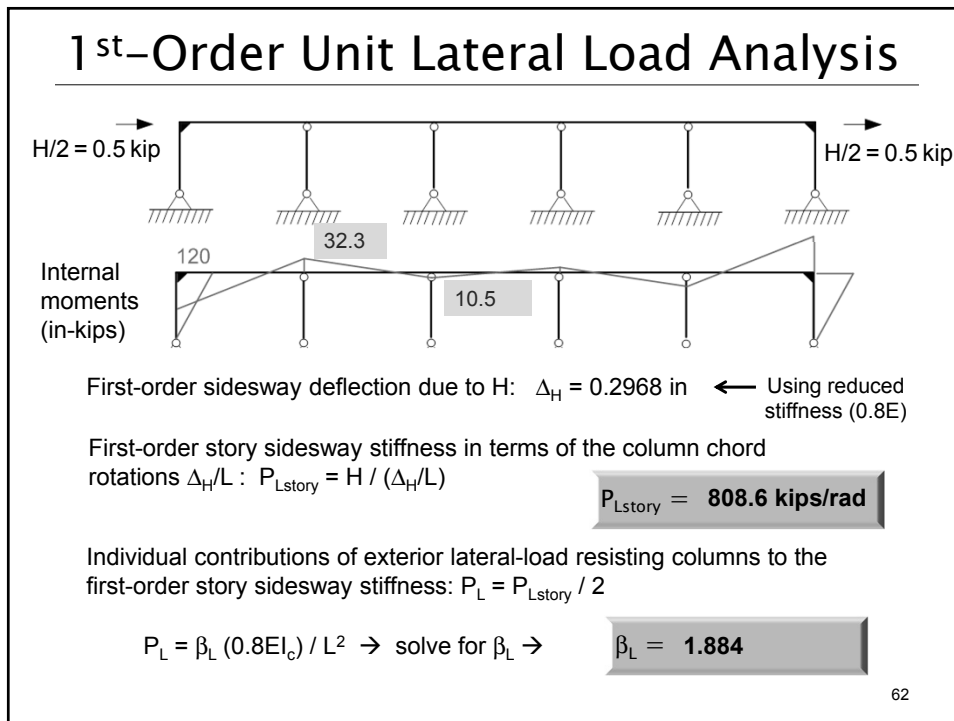 1st–Order Unit Lateral Load Analysis
H/2 = 0.5 kip
H/2 = 0.5 kip
32.3
120
Internal
moments
(in-kips)
10.5
First-order sidesway deflection due to H: ΔH = 0.2968 in ← Using reduced
stiffness (0.8E)
First-order story sidesway stiffness in terms of the column chord
rotations ΔH/L : PLstory = H / (ΔH/L)
PLstory = 808.6 kips/rad
Individual contributions of exterior lateral-load resisting columns to the
first-order story sidesway stiffness: PL = PLstory / 2
PL = βL (0.8EIc) / L2 → solve for βL →
βL = 1.884
62